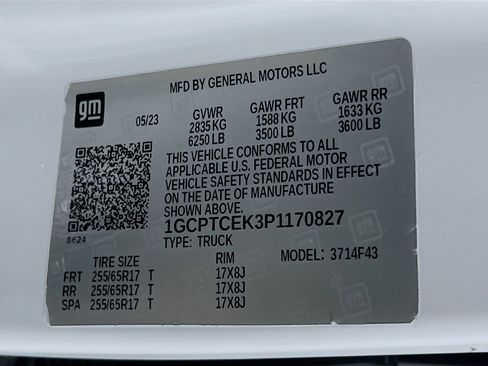 MFD BY GENERAL MOTORS LLC
gm
05/23
GVWR GAWR FRT GAWR RR
2835 KG 1588 KG 1633 KG
6250 LB 3500 LB 3600 LB
THIS VEHICLE CONFORMS TO ALL
APPLICABLE U.S. FEDERAL MOTOR
VEHICLE SAFETY STANDARDS IN EFFECT
ON THE DATE OF MANUFACTURE
SHOWN ABOVE.
1GCPTCEK3P1170827
8624
TYPE: TRUCK
MODEL: 3714F43
TIRE SIZE RIM
FRT 255/65R17 T 17X8J
RR 255/65R17 T 17X8J
SPA 255/65R17 T 17X8J